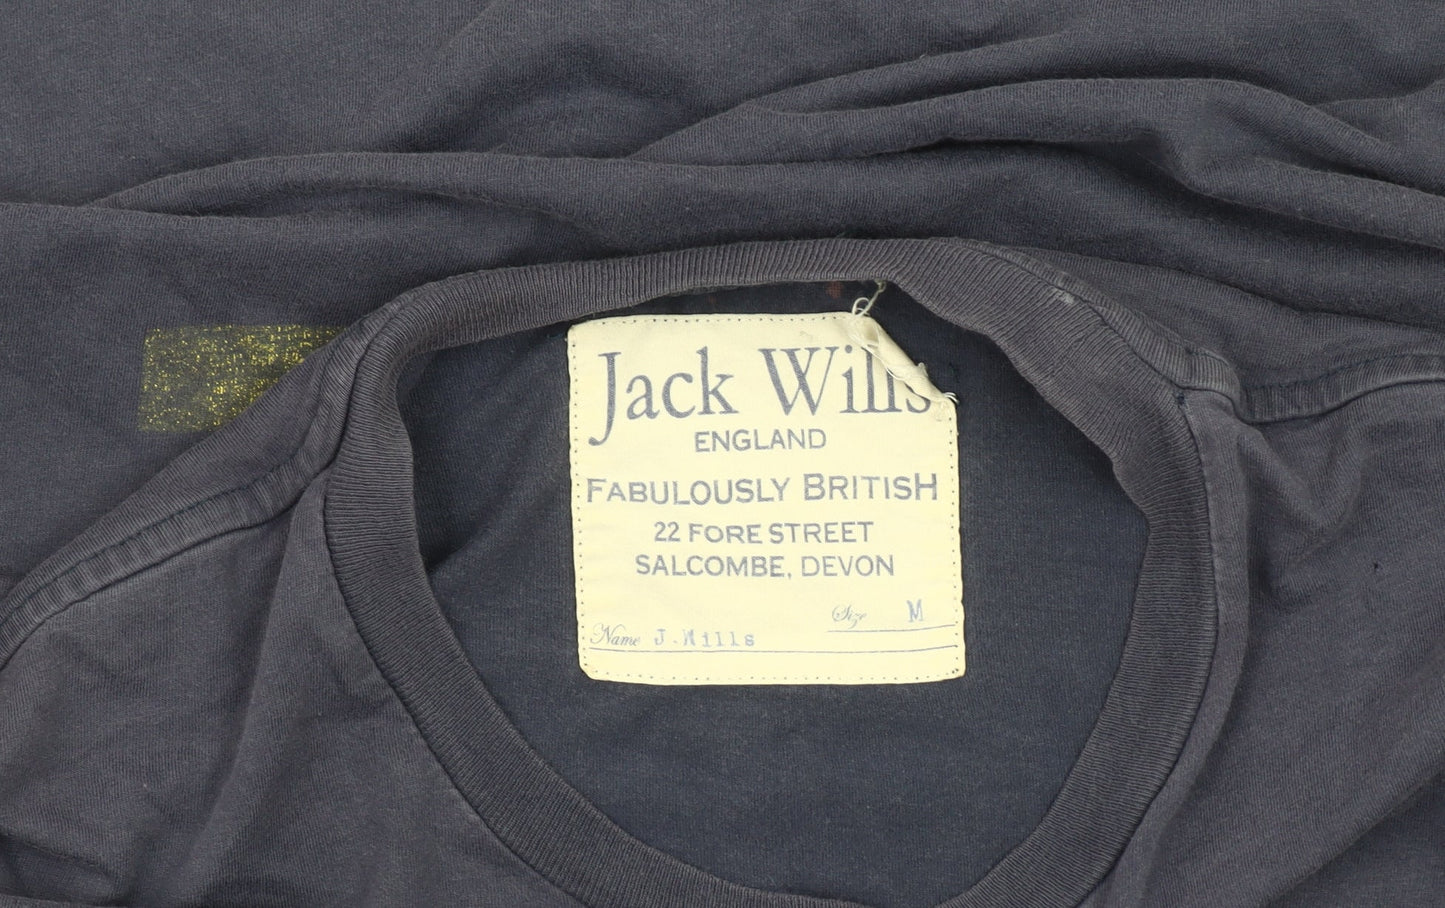 Jack Wills
ENGLAND
FABULOUSLY BRITISH
22 FORE STREET
SALCOMBE, DEVON
Size M
Name J.Wills